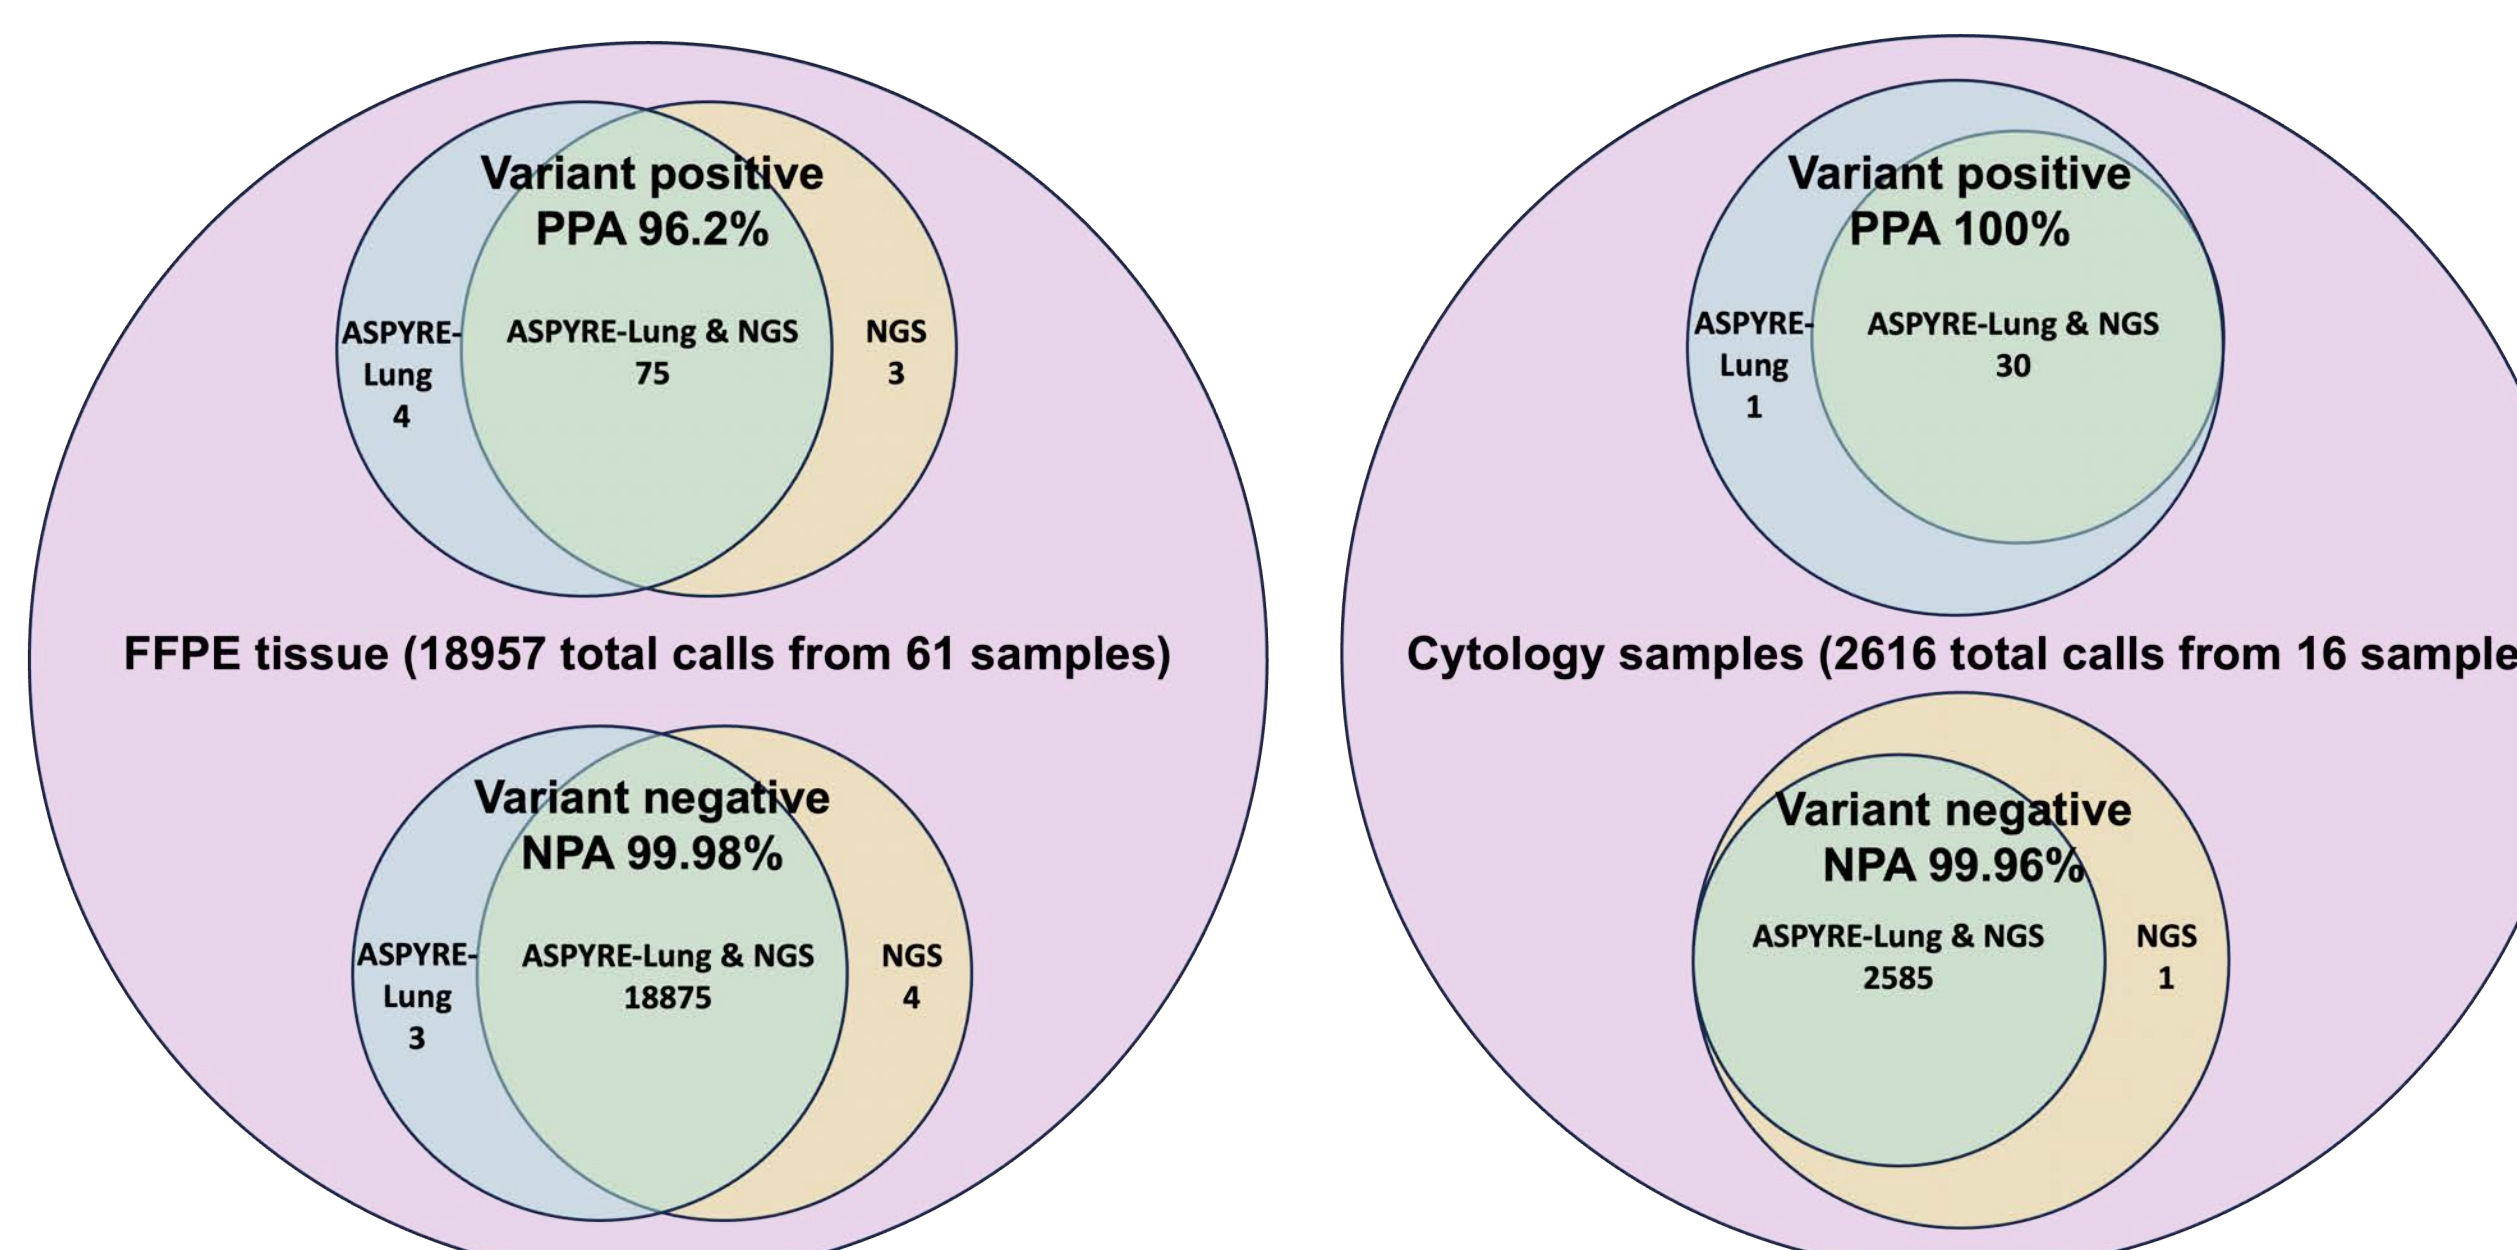 Variant positive
PPA 96.2%
ASPYRE-
Lung
4
ASPYRE-Lung & NGS
75
NGS
3
FFPE tissue (18957 total calls from 61 samples)
Variant negative
NPA 99.98%
ASPYRE-
Lung
3
ASPYRE-Lung & NGS
18875
NGS
4
Variant positive
PPA 100%
ASPYRE-
Lung
1
ASPYRE-Lung & NGS
30
Cytology samples (2616 total calls from 16 sample
Variant negative
NPA 99.96%
ASPYRE-Lung & NGS
2585
NGS
1